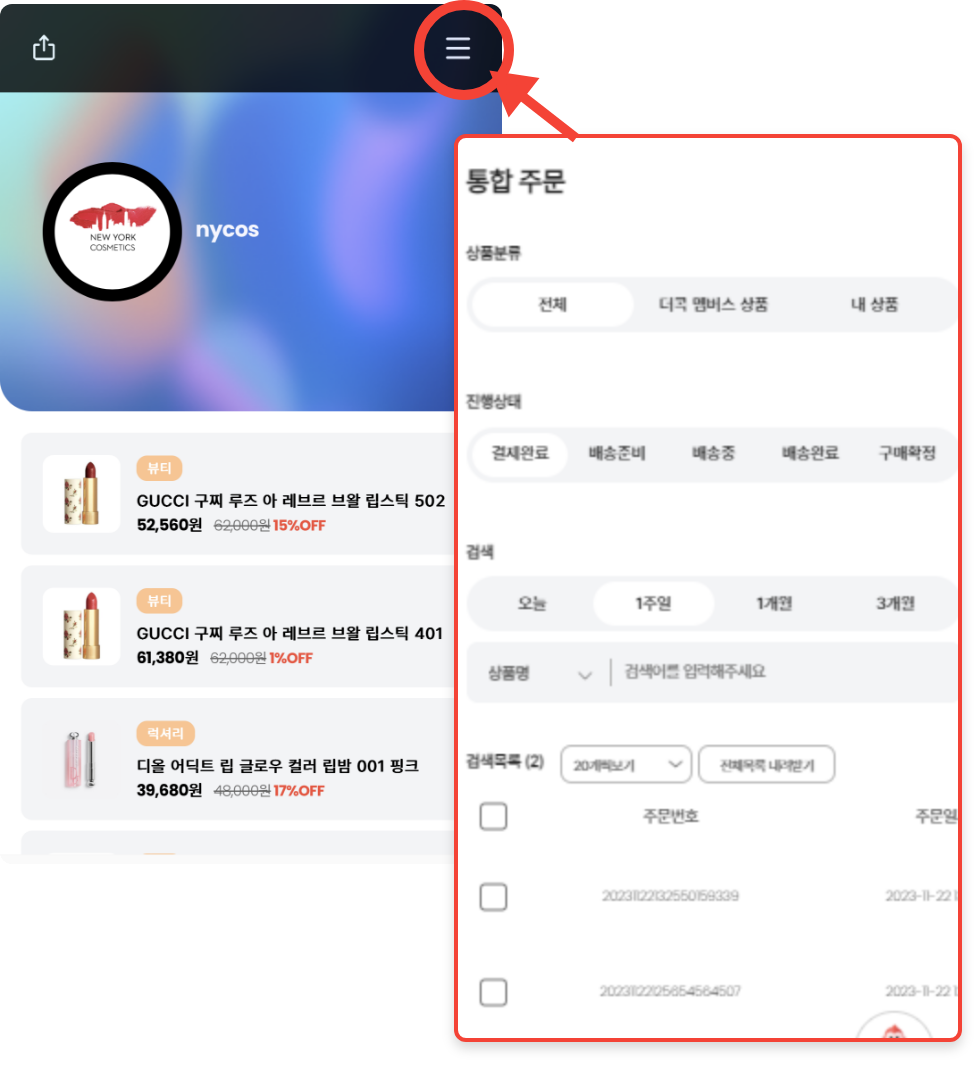 NEW YORK
COSMETICS
nycos
뷰티
GUCCI 구찌 루즈 아 레브르 브왈 립스틱 502
52,560원 62,000원 15%OFF
뷰티
GUCCI 구찌 루즈 아 레브르 브왈 립스틱 401
61,380원 62,000원 1%OFF
럭셔리
디올 어딕트 립 글로우 컬러 립밤 001 핑크
39,680원 48,000원 17%OFF
통합 주문
상품분류
전체 더곡 멤버스 상품 내 상품
진행상태
결제완료 배송준비 배송중 배송완료 구매확정
검색
오늘 1주일 1개월 3개월
상품명 검색어를 입력해주세요
검색목록 (2) 20개씩보기 전체목록 내려받기
주문번호 주문일
20231122132550159339 2023-11-22 1
20231122125654564507 2023-11-22 1